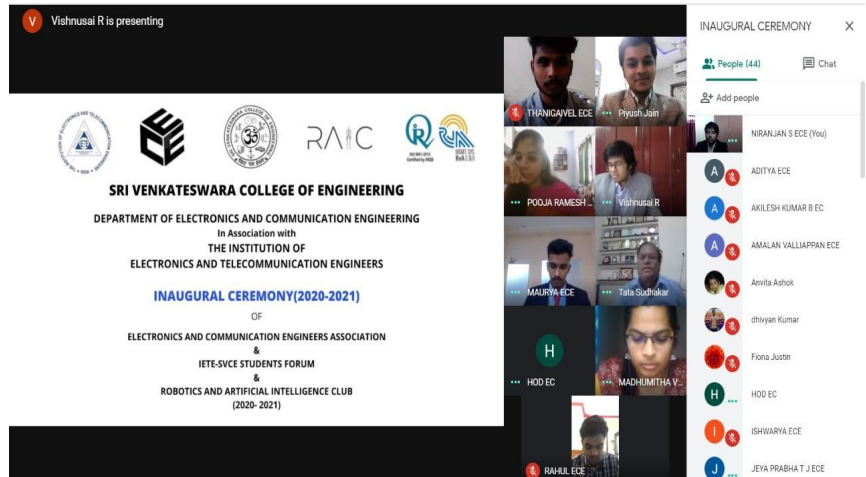 V Vishnusai R is presenting
INAUGURAL CEREMONY
People (44)
Chat
Add people
ECE
RAIC
SRI VENKATESWARA COLLEGE OF ENGINEERING
DEPARTMENT OF ELECTRONICS AND COMMUNICATION ENGINEERING
In Association with
THE INSTITUTION OF
ELECTRONICS AND TELECOMMUNICATION ENGINEERS
INAUGURAL CEREMONY(2020-2021)
OF
ELECTRONICS AND COMMUNICATION ENGINEERS ASSOCIATION
&
IETE-SVCE STUDENTS FORUM
&
ROBOTICS AND ARTIFICIAL INTELLIGENCE CLUB
(2020- 2021)
THANIGAIVEL ECE
Piyush Jain
POOJA RAMESH ...
Vishnusai R
MAURYA ECE
Tata Sudhakar
H
HOD EC
MADHUMITHA V...
RAHUL ECE
NIRANJAN S ECE (You)
A ADITYA ECE
A AKILESH KUMAR B EC
A AMALAN VALLIAPPAN ECE
Anvita Ashok
dhivyan Kumar
Fiona Justin
H HOD EC
I ISHWARYA ECE
J JEYA PRABHA T J ECE